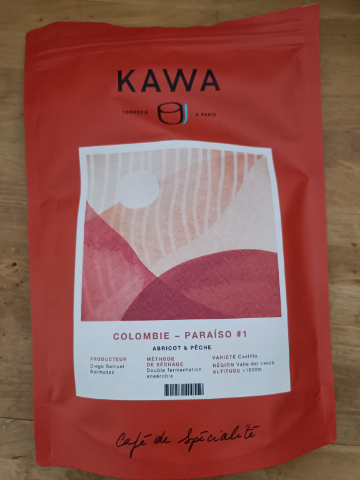 KAWA
TORRÉFIÉ À PARIS
COLOMBIE – PARAÍSO #1
ABRICOT & PÊCHE
PRODUCTEUR
Diego Samuel
Bermudez
MÉTHODE
DE SÉCHAGE
Double fermentation
anaérobie
VARIÉTÉ Castillo
RÉGION Valle del cauca
ALTITUDE +1930m
Café de Spécialité